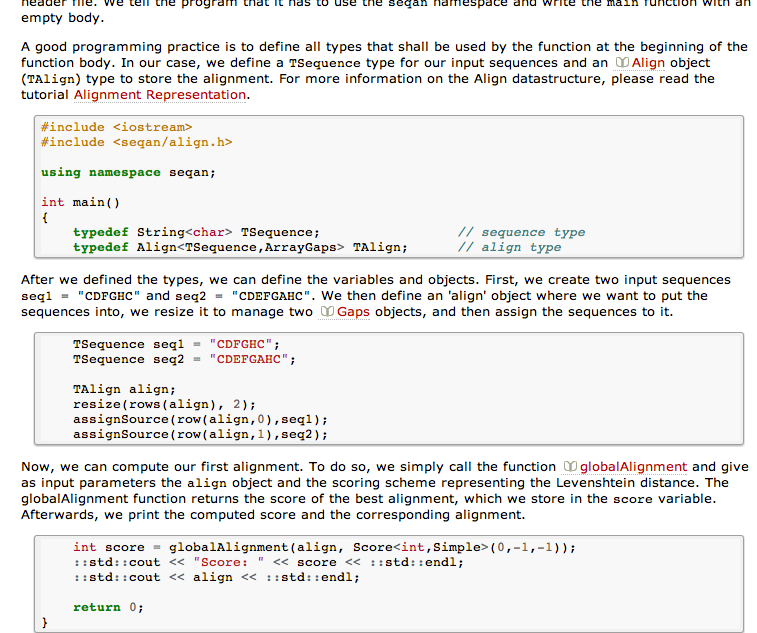 header file. We tell the program that it has to use the seqan namespace and write the main function with an
empty body.
A good programming practice is to define all types that shall be used by the function at the beginning of the
function body. In our case, we define a TSequence type for our input sequences and an Align object
(TAlign) type to store the alignment. For more information on the Align datastructure, please read the
tutorial Alignment Representation.
#include <iostream>
#include <seqan/align.h>
using namespace seqan;
int main()
{
typedef String<char> TSequence; // sequence type
typedef Align<TSequence,ArrayGaps> TAlign; // align type
After we defined the types, we can define the variables and objects. First, we create two input sequences
seq1 = "CDFGHC" and seq2 = "CDEFGAHC". We then define an 'align' object where we want to put the
sequences into, we resize it to manage two Gaps objects, and then assign the sequences to it.
TSequence seq1 = "CDFGHC";
TSequence seq2 = "CDEFGAHC";
TAlign align;
resize(rows(align), 2);
assignSource(row(align,0),seq1);
assignSource(row(align,1),seq2);
Now, we can compute our first alignment. To do so, we simply call the function globalAlignment and give
as input parameters the align object and the scoring scheme representing the Levenshtein distance. The
globalAlignment function returns the score of the best alignment, which we store in the score variable.
Afterwards, we print the computed score and the corresponding alignment.
int score = globalAlignment(align, Score<int,Simple>(0,-1,-1));
::std::cout << "Score: " << score << ::std::endl;
::std::cout << align << ::std::endl;
return 0;
}